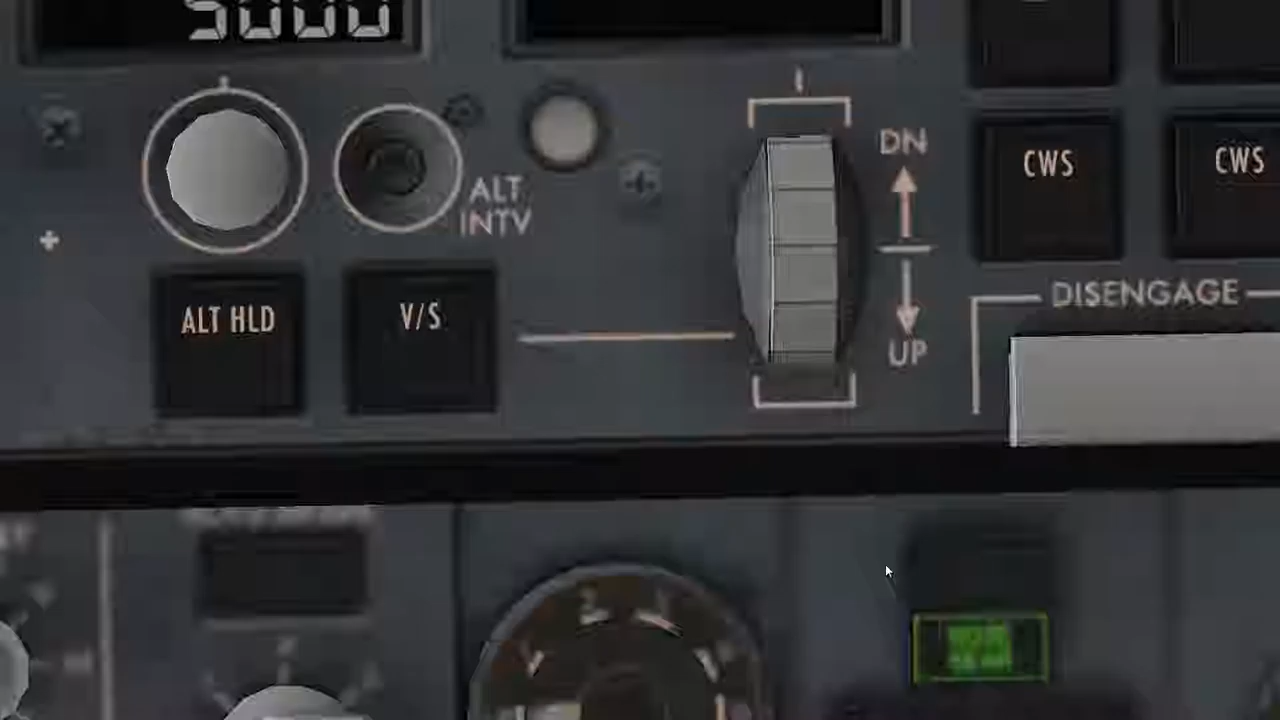 5000
DN
CWS
CWS
ALT
INTV
DISENGAGE
ALT HLD
V/S
UP